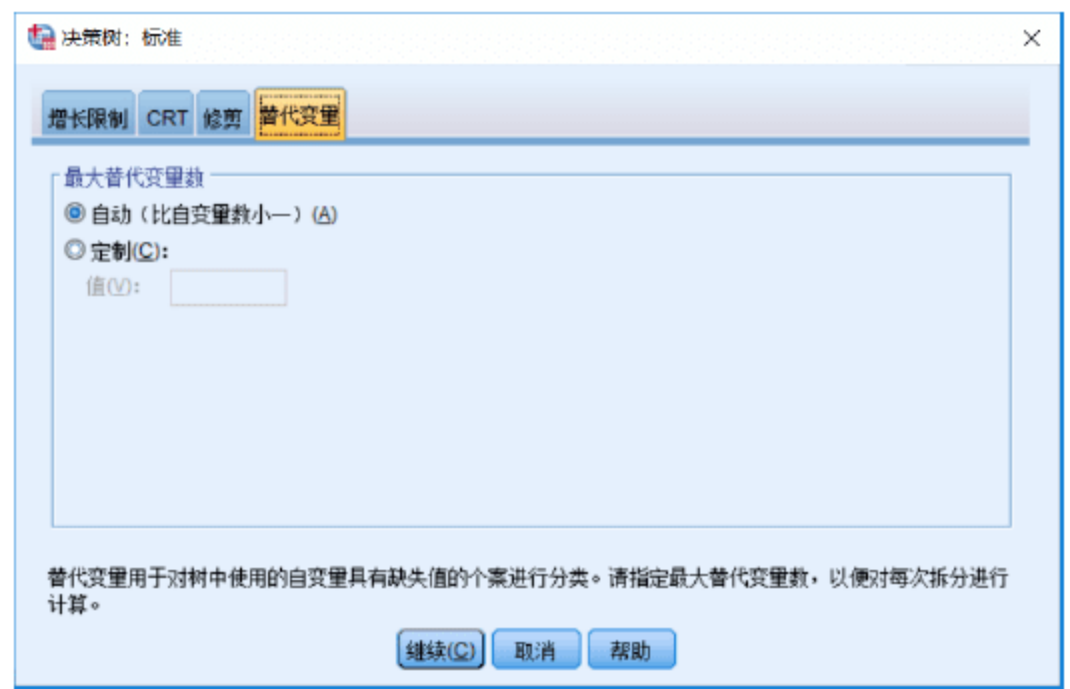 决策树：标准
增长限制 CRT 修剪 替代变量
最大替代变量数
自动（比自变量数小一）(A)
定制(C)：
值(V)：
替代变量用于对树中使用的自变量具有缺失值的个案进行分类。请指定最大替代变量数，以便对每次拆分进行
计算。
继续(C) 取消 帮助